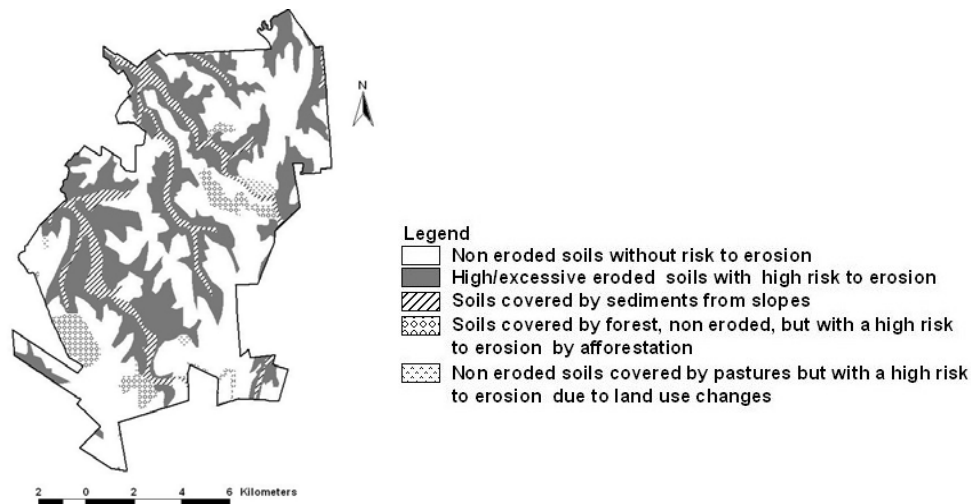 N
Legend
Non eroded soils without risk to erosion
High/excessive eroded soils with high risk to erosion
Soils covered by sediments from slopes
Soils covered by forest, non eroded, but with a high risk
to erosion by afforestation
Non eroded soils covered by pastures but with a high risk
to erosion due to land use changes
2 0 2 4 6 Kilometers